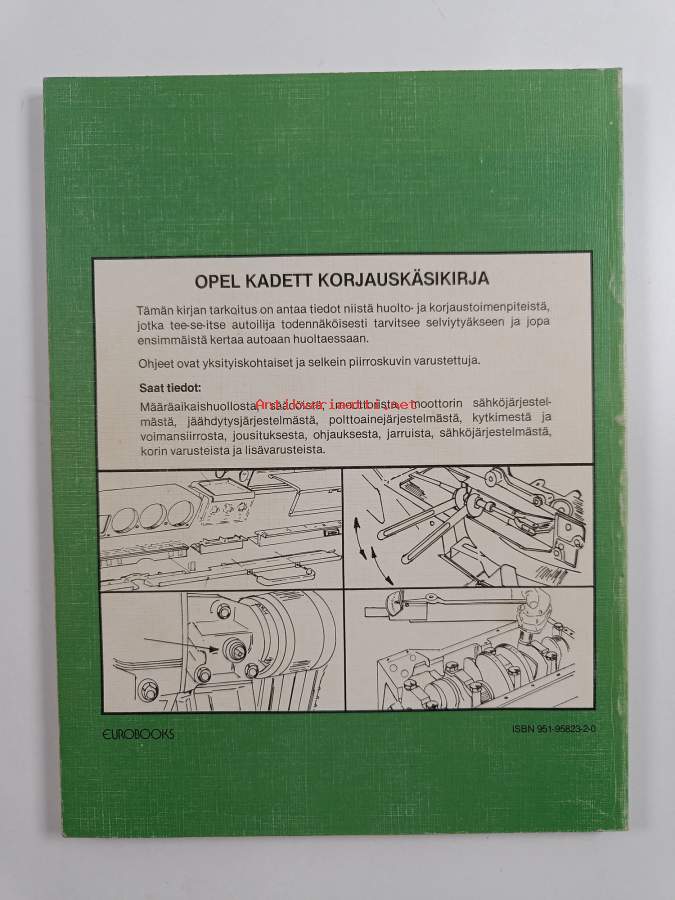 OPEL KADETT KORJAUSKÄSIKIRJA
Tämän kirjan tarkoitus on antaa tiedot niistä huolto- ja korjaustoimenpiteistä,
jotka tee-se-itse autoilija todennäköisesti tarvitsee selviytyäkseen ja jopa
ensimmäistä kertaa autoaan huoltaessaan.
Ohjeet ovat yksityiskohtaiset ja selkein piirroskuvin varustettuja.
Saat tiedot:
Määräaikaishuollosta, säädöistä, moottorista, moottorin sähköjärjestel-
mästä, jäähdytysjärjestelmästä, polttoainejärjestelmästä, kytkimestä ja
voimansiirrosta, jousituksesta, ohjauksesta, jarruista, sähköjärjestelmästä,
korin varusteista ja lisävarusteista.
EUROBOOKS
ISBN 951-95823-2-0